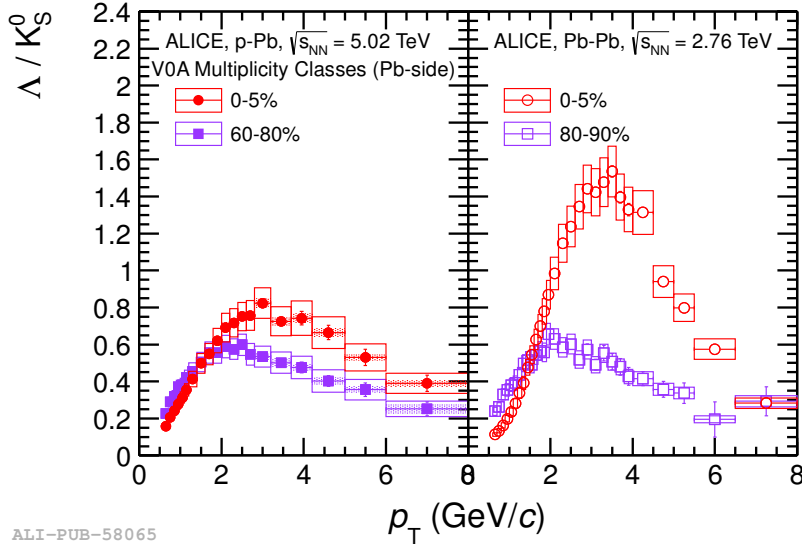 Λ / K⁰_S
2.4
2.2
2
1.8
1.6
1.4
1.2
1
0.8
0.6
0.4
0.2
0
ALICE, p-Pb, √s_NN = 5.02 TeV
V0A Multiplicity Classes (Pb-side)
0-5%
60-80%
ALICE, Pb-Pb, √s_NN = 2.76 TeV
0-5%
80-90%
0 2 4 6 8
0 2 4 6 8
p_T (GeV/c)
ALI-PUB-58065